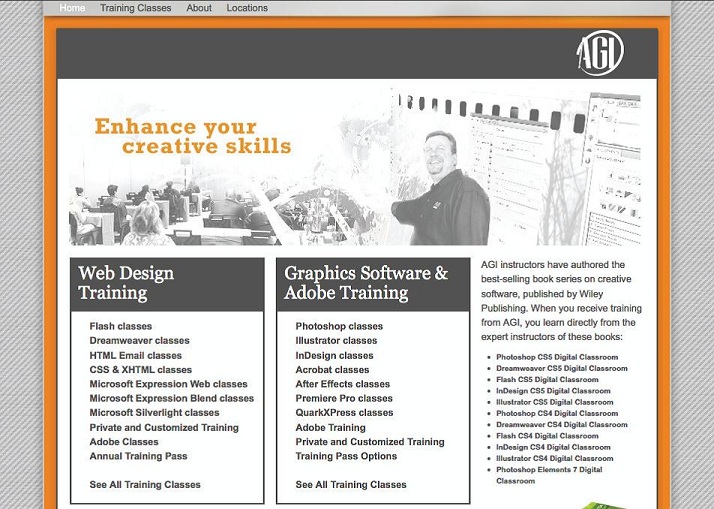 Home Training Classes About Locations
AGI
Enhance your
creative skills
Web Design
Training
Flash classes
Dreamweaver classes
HTML Email classes
CSS & XHTML classes
Microsoft Expression Web classes
Microsoft Expression Blend classes
Microsoft Silverlight classes
Private and Customized Training
Adobe Classes
Annual Training Pass
See All Training Classes
Graphics Software &
Adobe Training
Photoshop classes
Illustrator classes
InDesign classes
Acrobat classes
After Effects classes
Premiere Pro classes
QuarkXPress classes
Adobe Training
Private and Customized Training
Training Pass Options
See All Training Classes
AGI instructors have authored the
best-selling book series on creative
software, published by Wiley
Publishing. When you receive training
from AGI, you learn directly from the
expert instructors of these books:
Photoshop CS5 Digital Classroom
Dreamweaver CS5 Digital Classroom
Flash CS5 Digital Classroom
InDesign CS5 Digital Classroom
Illustrator CS5 Digital Classroom
Photoshop CS4 Digital Classroom
Dreamweaver CS4 Digital Classroom
Flash CS4 Digital Classroom
InDesign CS4 Digital Classroom
Illustrator CS4 Digital Classroom
Photoshop Elements 7 Digital
Classroom